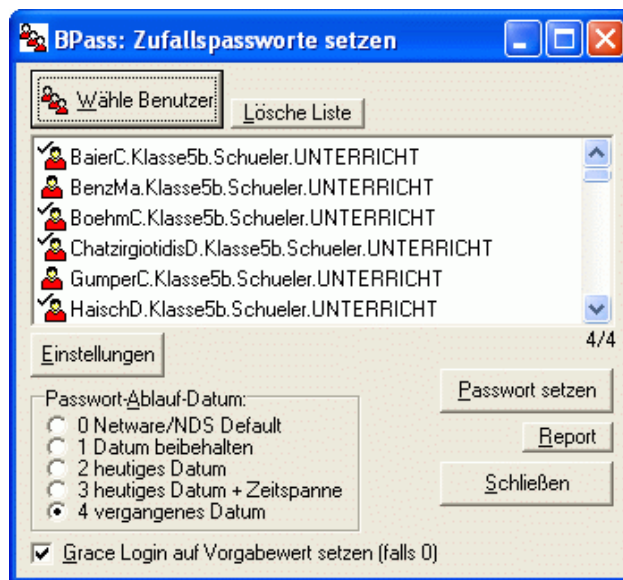 BPass: Zufallspassworte setzen
Wähle Benutzer
Lösche Liste
BaierC.Klasse5b.Schueler.UNTERRICHT
BenzMa.Klasse5b.Schueler.UNTERRICHT
BoehmC.Klasse5b.Schueler.UNTERRICHT
ChatzirgiotidisD.Klasse5b.Schueler.UNTERRICHT
GumperC.Klasse5b.Schueler.UNTERRICHT
HaischD.Klasse5b.Schueler.UNTERRICHT
4/4
Einstellungen
Passwort-Ablauf-Datum:
0 Netware/NDS Default
1 Datum beibehalten
2 heutiges Datum
3 heutiges Datum + Zeitspanne
4 vergangenes Datum
Passwort setzen
Report
Schließen
Grace Login auf Vorgabewert setzen (falls 0)